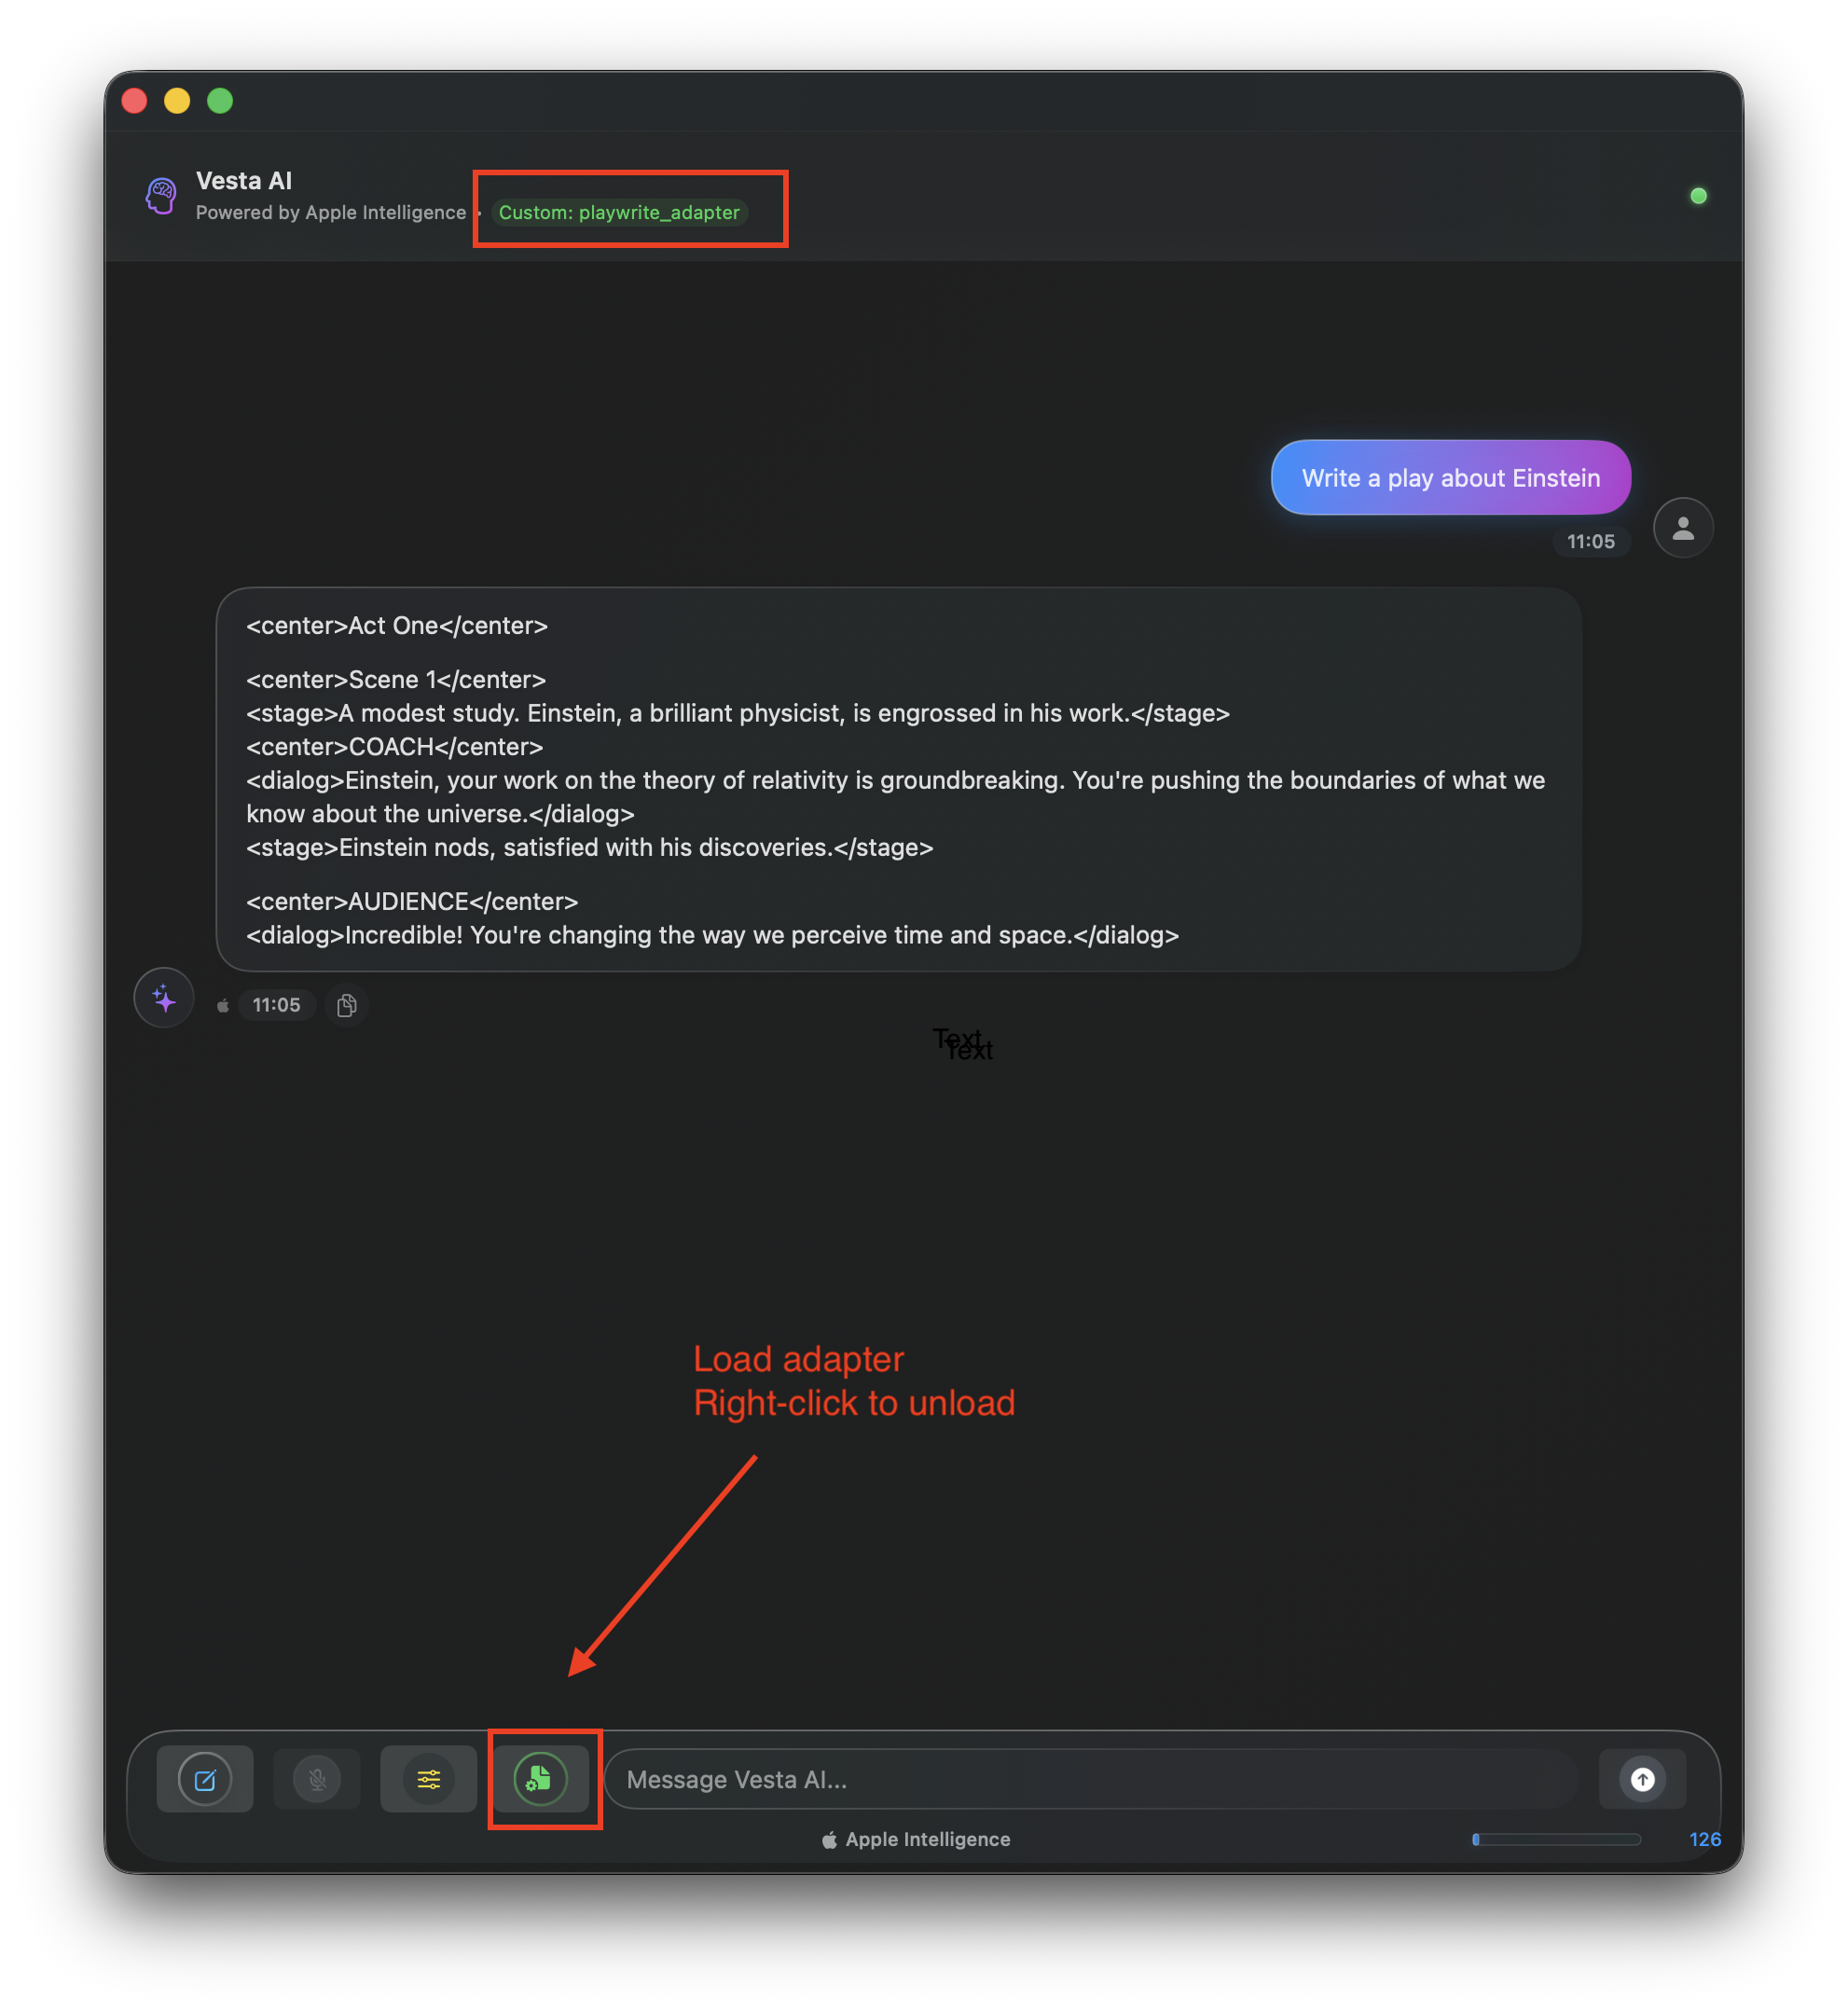 Vesta AI
Powered by Apple Intelligence • Custom: playwrite_adapter
Write a play about Einstein
11:05
<center>Act One</center>
<center>Scene 1</center>
<stage>A modest study. Einstein, a brilliant physicist, is engrossed in his work.</stage>
<center>COACH</center>
<dialog>Einstein, your work on the theory of relativity is groundbreaking. You're pushing the boundaries of what we
know about the universe.</dialog>
<stage>Einstein nods, satisfied with his discoveries.</stage>
<center>AUDIENCE</center>
<dialog>Incredible! You're changing the way we perceive time and space.</dialog>
11:05
Text
Text
Load adapter
Right-click to unload
Message Vesta AI...
Apple Intelligence
126